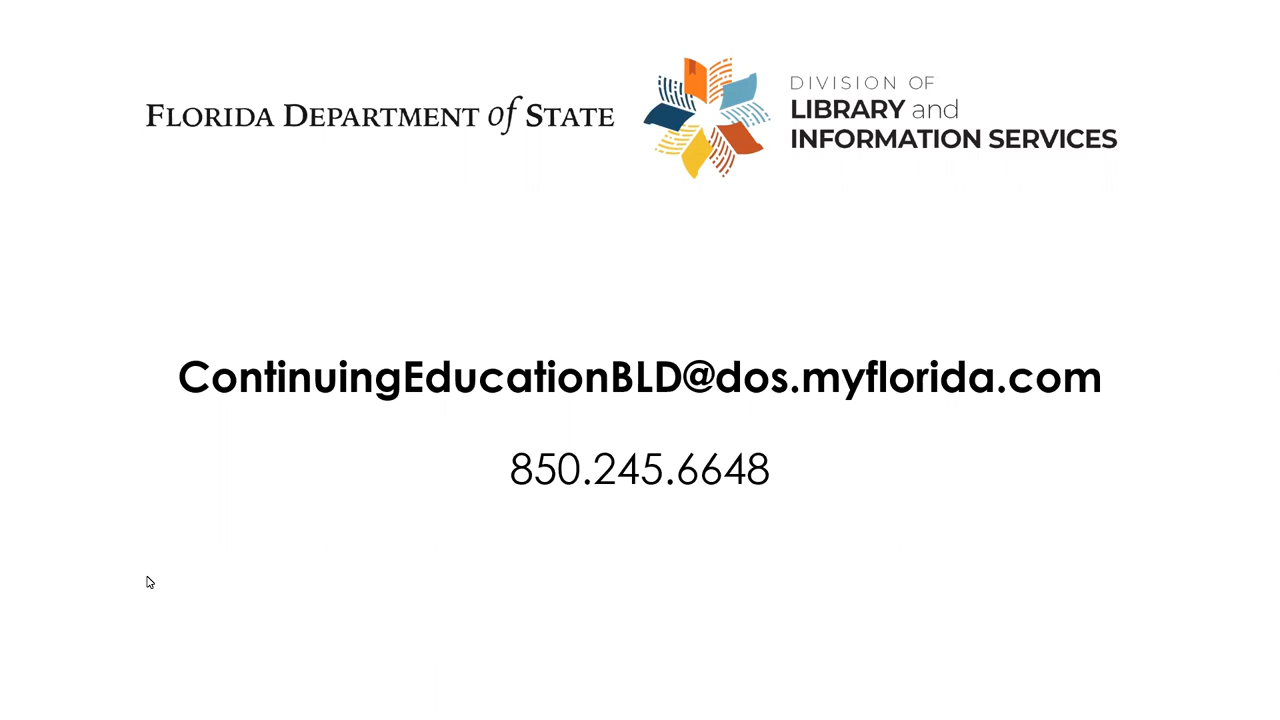 FLORIDA DEPARTMENT of STATE
DIVISION OF
LIBRARY and
INFORMATION SERVICES
ContinuingEducationBLD@dos.myflorida.com
850.245.6648